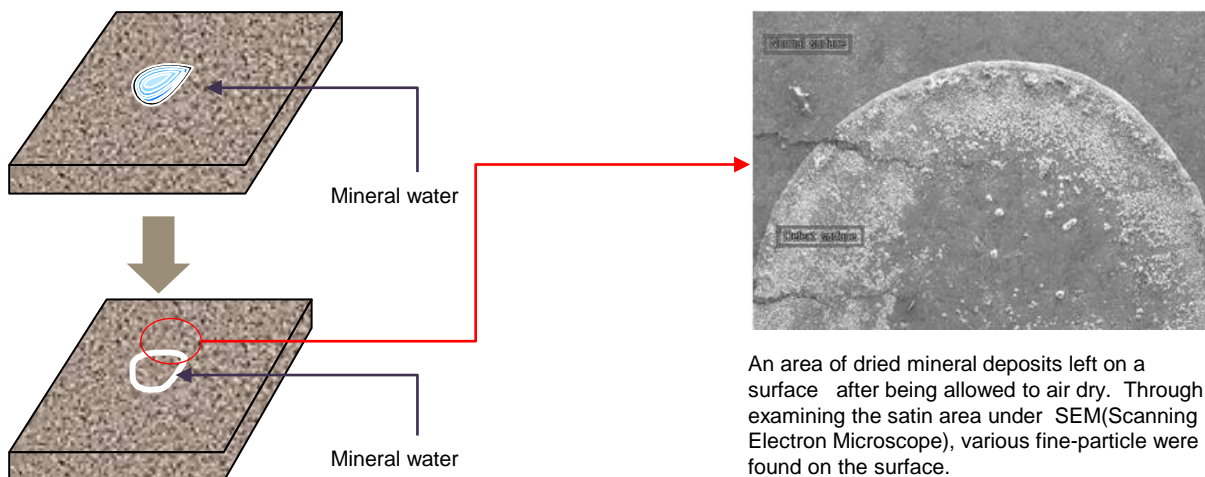 Mineral water
Mineral water
Normal surface
Defect surface
An area of dried mineral deposits left on a
surface after being allowed to air dry. Through
examining the satin area under SEM(Scanning
Electron Microscope), various fine-particle were
found on the surface.